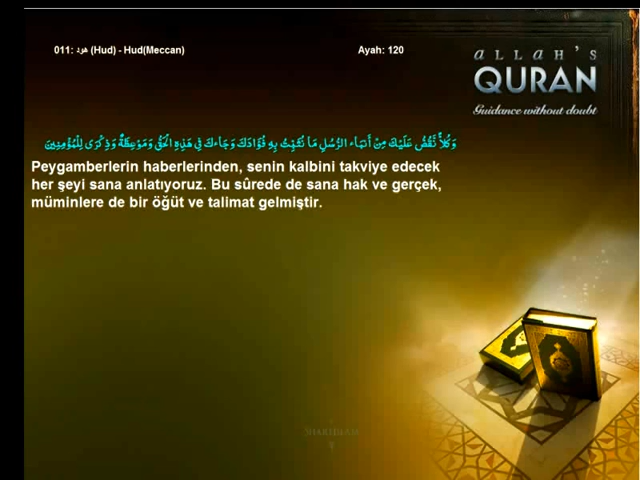 011: هود (Hud) - Hud(Meccan)
Ayah: 120
ALLAH'S
QURAN
Guidance without doubt
وَكُلاًّ نَّقُصُّ عَلَيْكَ مِنْ أَنبَاء الرُّسُلِ مَا نُثَبِّتُ بِهِ فُؤَادَكَ وَجَاءكَ فِي هَذِهِ الْحَقُّ وَمَوْعِظَةٌ وَذِكْرَى لِلْمُؤْمِنِينَ
Peygamberlerin haberlerinden, senin kalbini takviye edecek
her şeyi sana anlatıyoruz. Bu sûrede de sana hak ve gerçek,
müminlere de bir öğüt ve talimat gelmiştir.